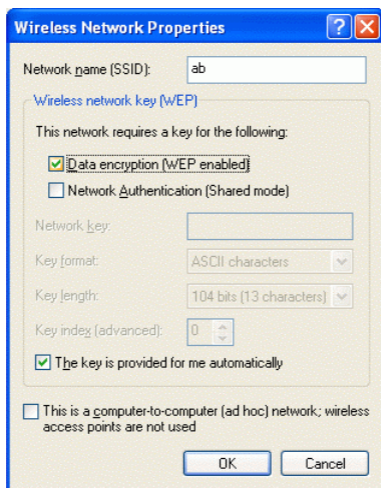 Wireless Network Properties
Network name (SSID): ab
Wireless network key (WEP)
This network requires a key for the following:
Data encryption (WEP enabled)
Network Authentication (Shared mode)
Network key:
Key format: ASCII characters
Key length: 104 bits (13 characters)
Key index (advanced): 0
The key is provided for me automatically
This is a computer-to-computer (ad hoc) network; wireless
access points are not used
OK Cancel